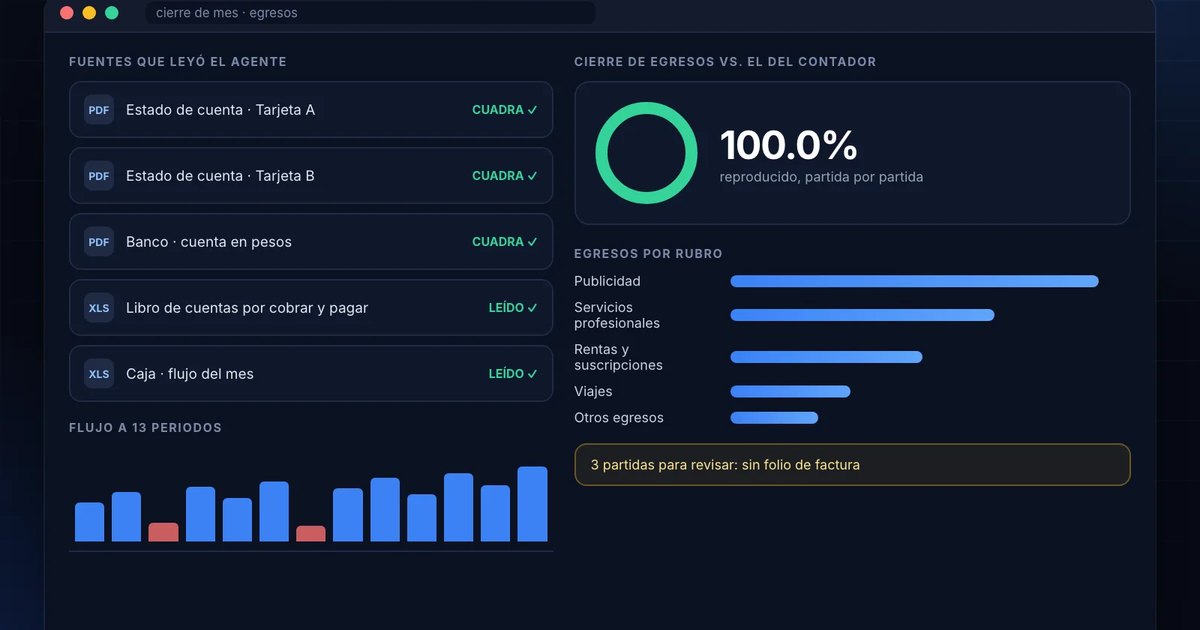 cierre de mes · egresos
FUENTES QUE LEYÓ EL AGENTE
PDF Estado de cuenta · Tarjeta A CUADRA ✓
PDF Estado de cuenta · Tarjeta B CUADRA ✓
PDF Banco · cuenta en pesos CUADRA ✓
XLS Libro de cuentas por cobrar y pagar LEÍDO ✓
XLS Caja · flujo del mes LEÍDO ✓
FLUJO A 13 PERIODOS
CIERRE DE EGRESOS VS. EL DEL CONTADOR
100.0%
reproducido, partida por partida
EGRESOS POR RUBRO
Publicidad
Servicios
profesionales
Rentas y
suscripciones
Viajes
Otros egresos
3 partidas para revisar: sin folio de factura